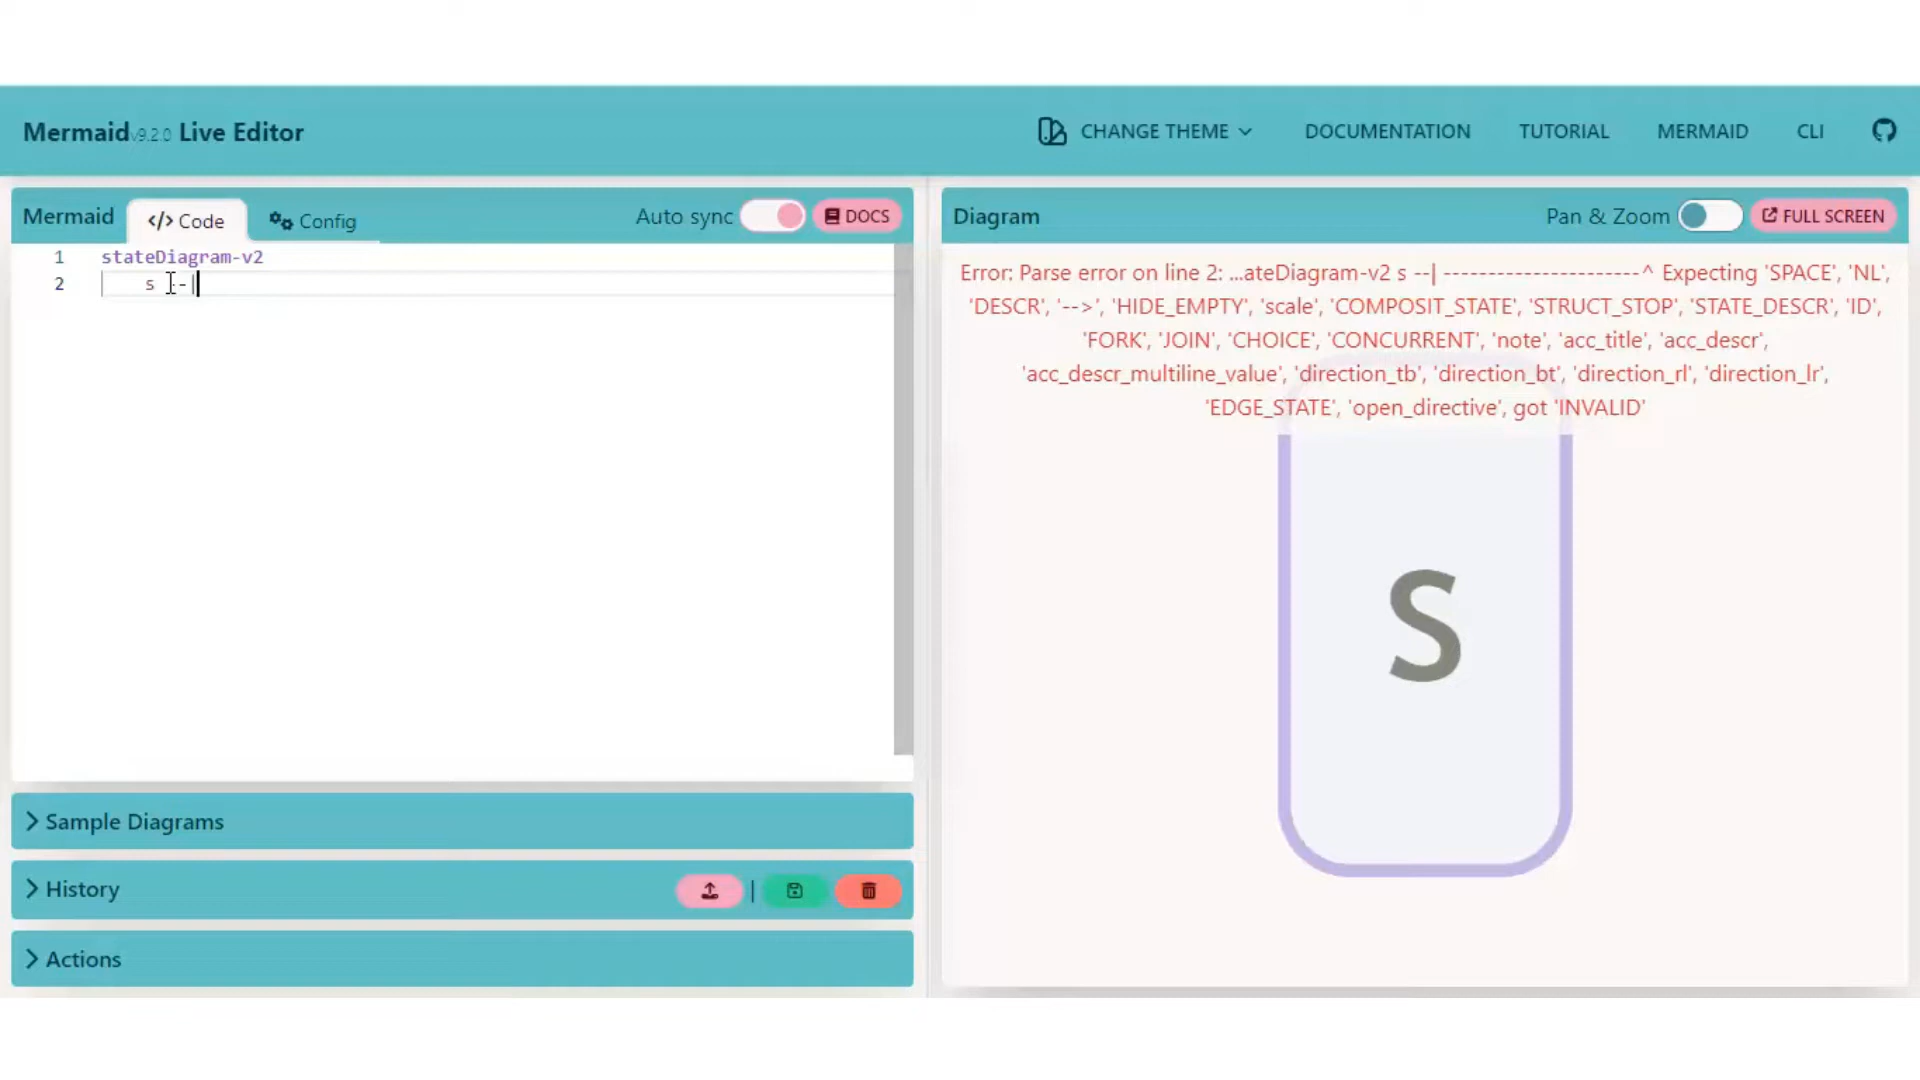 Mermaid v9.2.0 Live Editor
CHANGE THEME
DOCUMENTATION
TUTORIAL
MERMAID
CLI
Mermaid
Code
Config
Auto sync
DOCS
1 stateDiagram-v2
2 s --|
Sample Diagrams
History
|
Actions
Diagram
Pan & Zoom
FULL SCREEN
Error: Parse error on line 2: ...ateDiagram-v2 s --| ----------------------^ Expecting 'SPACE', 'NL',
'DESCR', '-->', 'HIDE_EMPTY', 'scale', 'COMPOSIT_STATE', 'STRUCT_STOP', 'STATE_DESCR', 'ID',
'FORK', 'JOIN', 'CHOICE', 'CONCURRENT', 'note', 'acc_title', 'acc_descr',
'acc_descr_multiline_value', 'direction_tb', 'direction_bt', 'direction_rl', 'direction_lr',
'EDGE_STATE', 'open_directive', got 'INVALID'
S